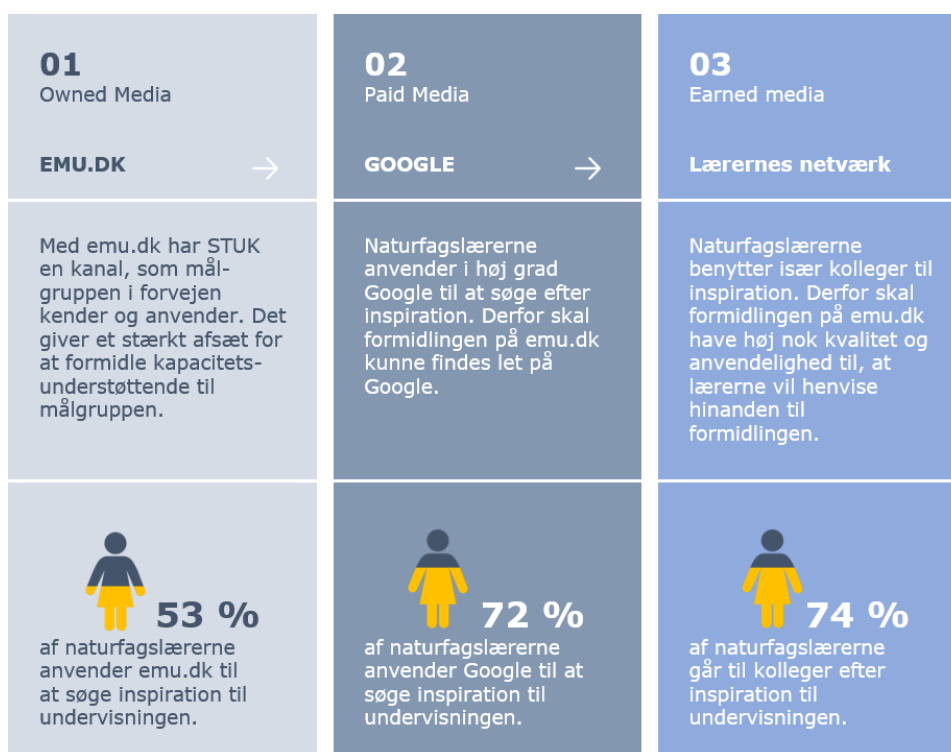 01
Owned Media
EMU.DK
Med emu.dk har STUK
en kanal, som mål-
gruppen i forvejen
kender og anvender. Det
giver et stærkt afsæt for
at formidle kapacitets-
understøttende til
målgruppen.
53 %
af naturfagslærerne
anvender emu.dk til
at søge inspiration til
undervisningen.
02
Paid Media
GOOGLE
Naturfagslærerne
anvender i høj grad
Google til at søge efter
inspiration. Derfor skal
formidlingen på emu.dk
kunne findes let på
Google.
72 %
af naturfagslærerne
anvender Google til at
søge inspiration til
undervisningen.
03
Earned media
Lærernes netværk
Naturfagslærerne
benytter især kolleger til
inspiration. Derfor skal
formidlingen på emu.dk
have høj nok kvalitet og
anvendelighed til, at
lærerne vil henvise
hinanden til
formidlingen.
74 %
af naturfagslærerne
går til kolleger efter
inspiration til
undervisningen.